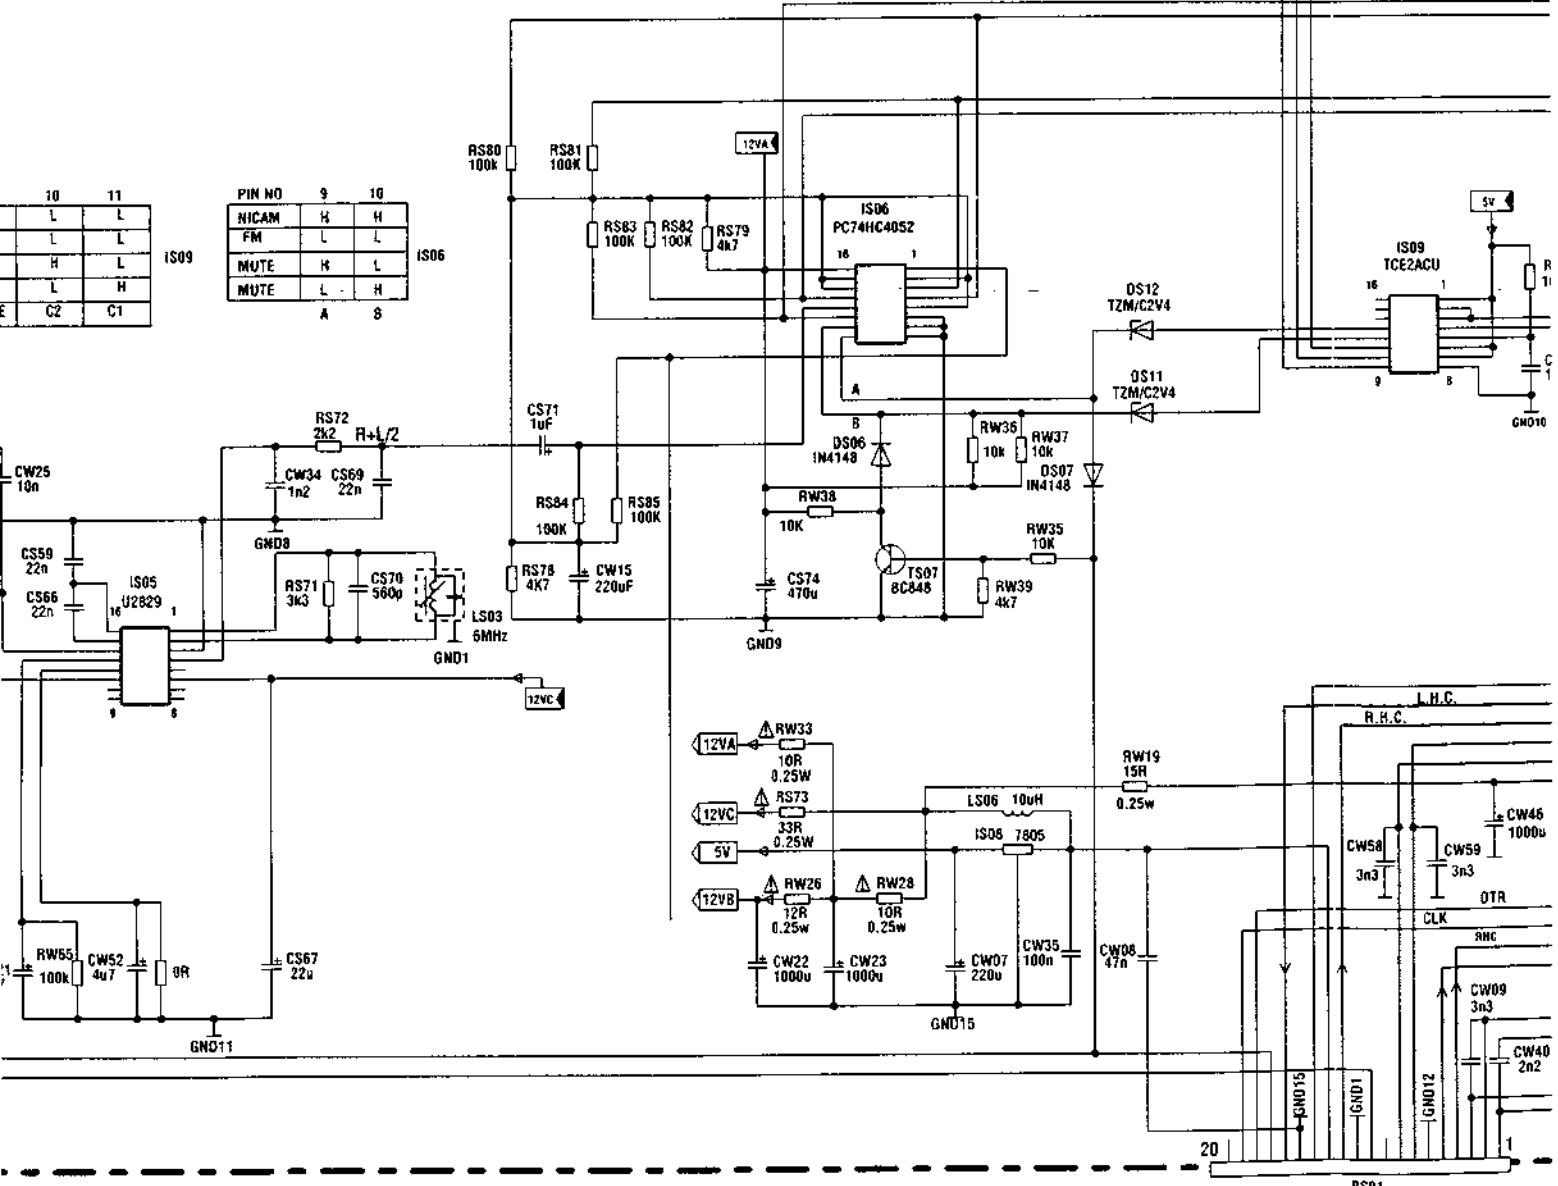 RS80
100k
RS81
100K
12VA
10 11
L L
L L
H L
L H
E C2 C1
IS09
PIN NO 9 10
NICAM H H
FM L L
MUTE H L
MUTE L H
A B
IS06
RS83
100K
RS82
100K
RS79
4k7
IS06
PC74HC4052
16 1
5V
IS09
TCE2ACU
16 1
9 8
GND10
DS12
TZM/C2V4
DS11
TZM/C2V4
A
B
DS06
IN4148
RW36
10k
RW37
10k
DS07
IN4148
RS72
2k2
R+L/2
CS71
1uF
CW25
10n
CW34
1n2
CS69
22n
GND8
RS84
100K
RS85
100K
RW38
10K
RW35
10K
CS59
22n
CS66
22n
IS05
U2829
16 1
9 8
RS71
3k3
CS70
560p
LS03
6MHz
GND1
RS78
4K7
CW15
220uF
CS74
470u
TS07
BC848
RW39
4k7
GND9
12VC
L.H.C.
R.H.C.
12VA
RW33
10R
0.25W
12VC
RS73
33R
0.25W
5V
12VB
RW26
12R
0.25w
RW28
10R
0.25w
LS06 10uH
IS08 7805
RW19
15R
0.25w
CW46
1000u
CW58
3n3
CW59
3n3
DTR
CLK
RHC
RW55
100k
CW52
4u7
0R
CS67
22u
CW22
1000u
CW23
1000u
CW07
220u
CW35
100n
CW08
47n
CW09
3n3
CW40
2n2
GND11
GND15
GND15
GND1
GND12
20 1